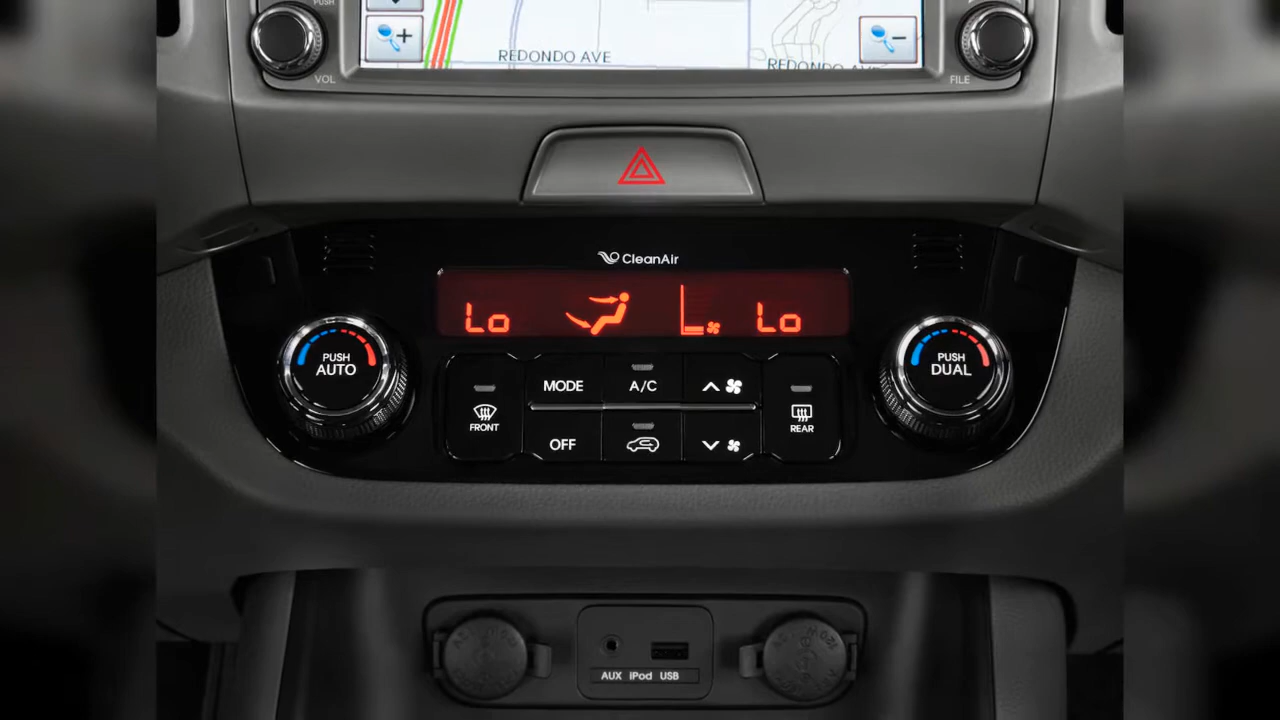 PUSH
+
-
REDONDO AVE
REDONDO AVE
VOL
FILE
CleanAir
Lo
Lo
PUSH
AUTO
PUSH
DUAL
MODE
A/C
FRONT
REAR
OFF
AUX iPod USB